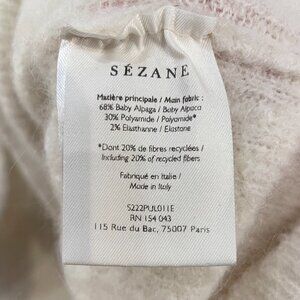 SÉZANE
Matière principale / Main fabric :
68% Baby Alpaga / Baby Alpaca
30% Polyamide / Polyamide*
2% Elasthanne / Elastane
*Dont 20% de fibres recyclées /
Including 20% of recycled fibers
Fabriqué en Italie /
Made in Italy
S222PUL011E
RN 154 043
115 Rue du Bac, 75007 Paris